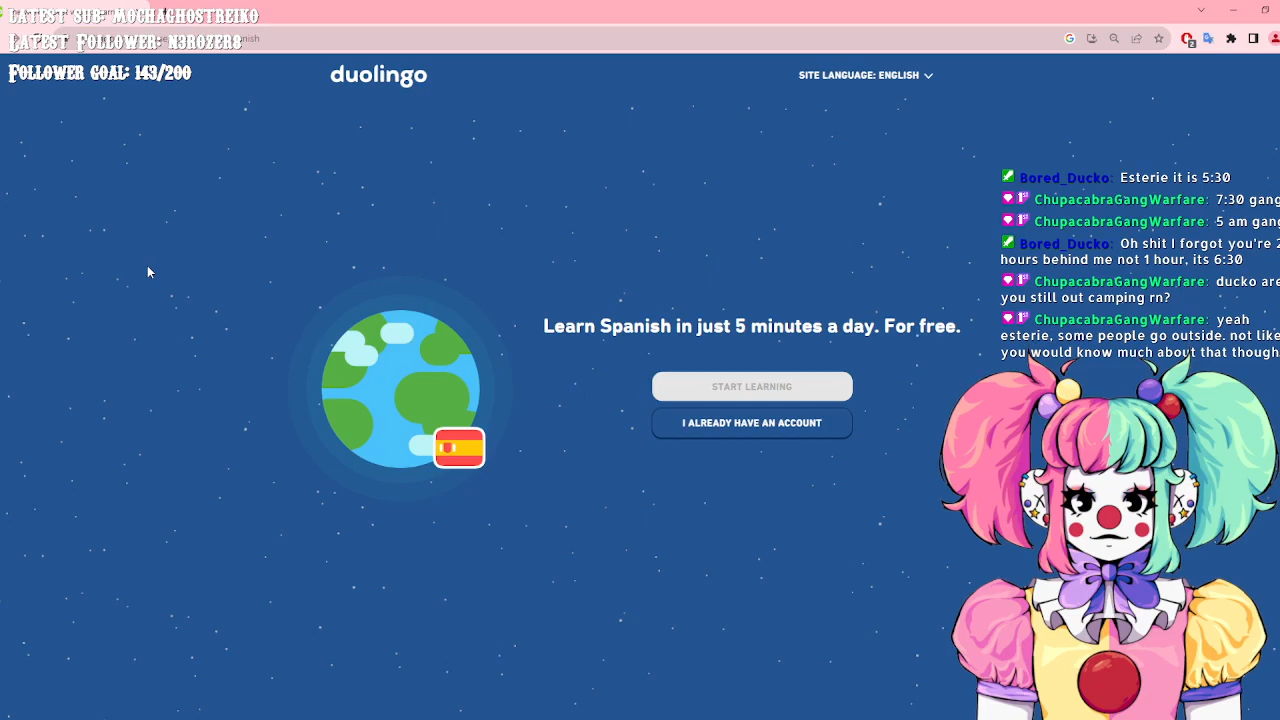 LATEST SUB: MOCHAGHOSTREIKO
LATEST FOLLOWER: N3ROZER8
FOLLOWER GOAL: 143/200
duolingo
SITE LANGUAGE: ENGLISH
Bored_Ducko: Esterie it is 5:30
ChupacabraGangWarfare: 7:30 gang
ChupacabraGangWarfare: 5 am gang
Bored_Ducko: Oh shit I forgot you're 2
hours behind me not 1 hour, its 6:30
ChupacabraGangWarfare: ducko are
you still out camping rn?
ChupacabraGangWarfare: yeah
esterie, some people go outside. not like
you would know much about that though
Learn Spanish in just 5 minutes a day. For free.
START LEARNING
I ALREADY HAVE AN ACCOUNT